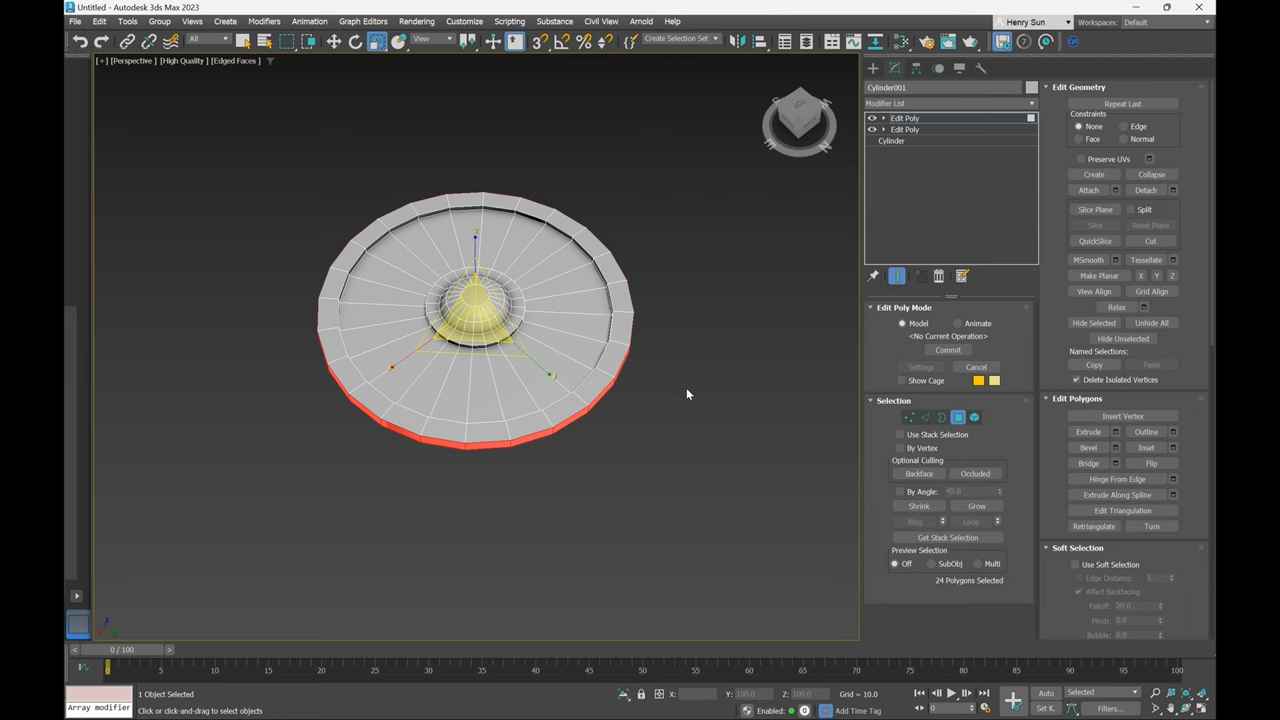 Untitled - Autodesk 3ds Max 2023
File Edit Tools Group Views Create Modifiers Animation Graph Editors Rendering Customize Scripting Substance Civil View Arnold Help
Henry Sun Workspaces: Default
All View Create Selection Set
[+] [Perspective ] [High Quality ] [Edged Faces ]
TOP
Cylinder001
Modifier List
Edit Poly
Edit Poly
Cylinder
Edit Poly Mode
Model Animate
<No Current Operation>
Commit
Settings Cancel
Show Cage
Selection
Use Stack Selection
By Vertex
Optional Culling
Backface Occluded
By Angle: 45.0
Shrink Grow
Ring Loop
Get Stack Selection
Preview Selection
Off SubObj Multi
24 Polygons Selected
Edit Geometry
Repeat Last
Constraints
None Edge
Face Normal
Preserve UVs
Create Collapse
Attach Detach
Slice Plane Split
Slice Reset Plane
QuickSlice Cut
MSmooth Tessellate
Make Planar X Y Z
View Align Grid Align
Relax
Hide Selected Unhide All
Hide Unselected
Named Selections:
Copy Paste
Delete Isolated Vertices
Edit Polygons
Insert Vertex
Extrude Outline
Bevel Inset
Bridge Flip
Hinge From Edge
Extrude Along Spline
Edit Triangulation
Retriangulate Turn
Soft Selection
Use Soft Selection
Edge Distance: 1
Affect Backfacing
Falloff: 20.0
Pinch: 0.0
Bubble: 0.0
0 / 100
0 5 10 15 20 25 30 35 40 45 50 55 60 65 70 75 80 85 90 95 100
1 Object Selected
X: Y: 100.0 Z: 100.0 Grid = 10.0
Auto Selected
Array modifier
Click or click-and-drag to select objects
Enabled: 0 Add Time Tag
0 Set K. Filters...